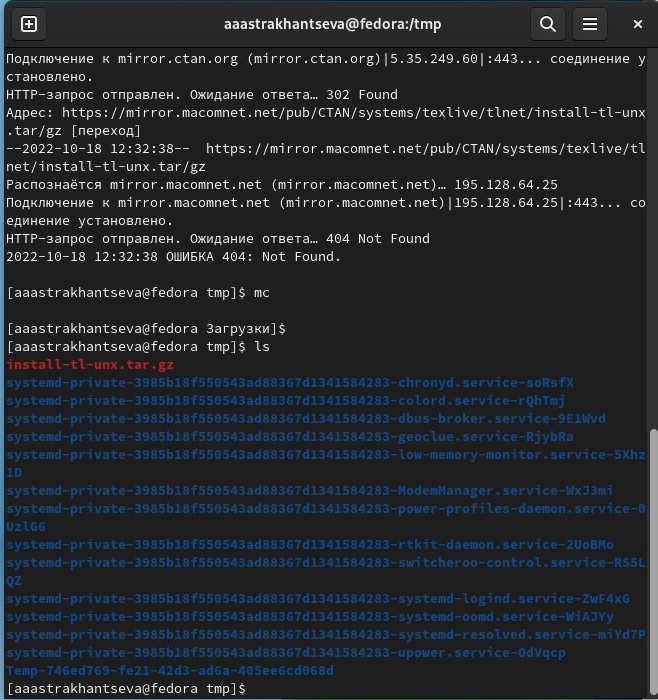 aaastrakhantseva@fedora:/tmp
Подключение к mirror.ctan.org (mirror.ctan.org)|5.35.249.60|:443... соединение у
становлено.
HTTP-запрос отправлен. Ожидание ответа… 302 Found
Адрес: https://mirror.macomnet.net/pub/CTAN/systems/texlive/tlnet/install-tl-unx
.tar/gz [переход]
--2022-10-18 12:32:38--  https://mirror.macomnet.net/pub/CTAN/systems/texlive/tl
net/install-tl-unx.tar/gz
Распознаётся mirror.macomnet.net (mirror.macomnet.net)… 195.128.64.25
Подключение к mirror.macomnet.net (mirror.macomnet.net)|195.128.64.25|:443... со
единение установлено.
HTTP-запрос отправлен. Ожидание ответа… 404 Not Found
2022-10-18 12:32:38 ОШИБКА 404: Not Found.
[aaastrakhantseva@fedora tmp]$ mc
[aaastrakhantseva@fedora Загрузки]$
[aaastrakhantseva@fedora tmp]$ ls
install-tl-unx.tar.gz
systemd-private-3985b18f550543ad88367d1341584283-chronyd.service-soRsfX
systemd-private-3985b18f550543ad88367d1341584283-colord.service-rQhTmj
systemd-private-3985b18f550543ad88367d1341584283-dbus-broker.service-9E1Wvd
systemd-private-3985b18f550543ad88367d1341584283-geoclue.service-RjybRa
systemd-private-3985b18f550543ad88367d1341584283-low-memory-monitor.service-5Xhz
1D
systemd-private-3985b18f550543ad88367d1341584283-ModemManager.service-WxJ3mi
systemd-private-3985b18f550543ad88367d1341584283-power-profiles-daemon.service-0
UzlG6
systemd-private-3985b18f550543ad88367d1341584283-rtkit-daemon.service-2UoBMo
systemd-private-3985b18f550543ad88367d1341584283-switcheroo-control.service-RS5L
QZ
systemd-private-3985b18f550543ad88367d1341584283-systemd-logind.service-ZwF4xG
systemd-private-3985b18f550543ad88367d1341584283-systemd-oomd.service-WiAJYy
systemd-private-3985b18f550543ad88367d1341584283-systemd-resolved.service-miYd7P
systemd-private-3985b18f550543ad88367d1341584283-upower.service-OdVqcp
Temp-746ed769-fe21-42d3-ad6a-405ee6cd068d
[aaastrakhantseva@fedora tmp]$